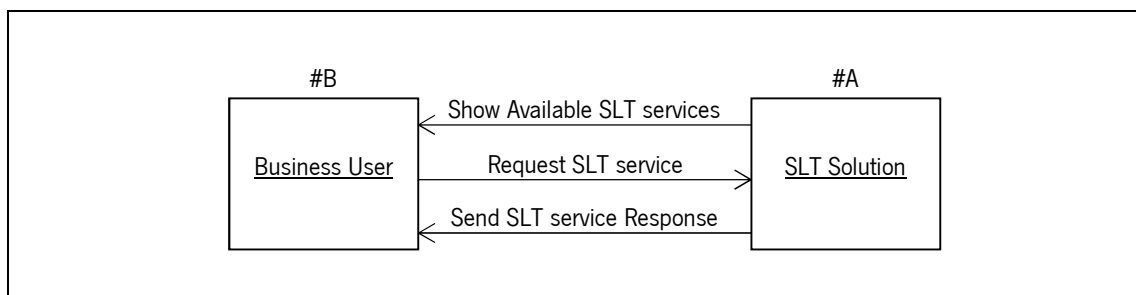 #B
#A
Show Available SLT services
Business User
Request SLT service
SLT Solution
Send SLT service Response